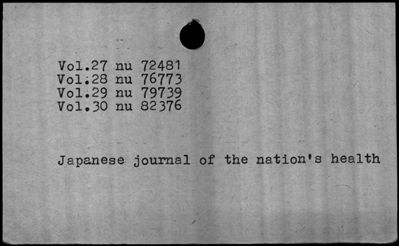 Vol.27 nu 72481
Vol.28 nu 76773
Vol.29 nu 79739
Vol.30 nu 82376
Japanese journal of the nation's health